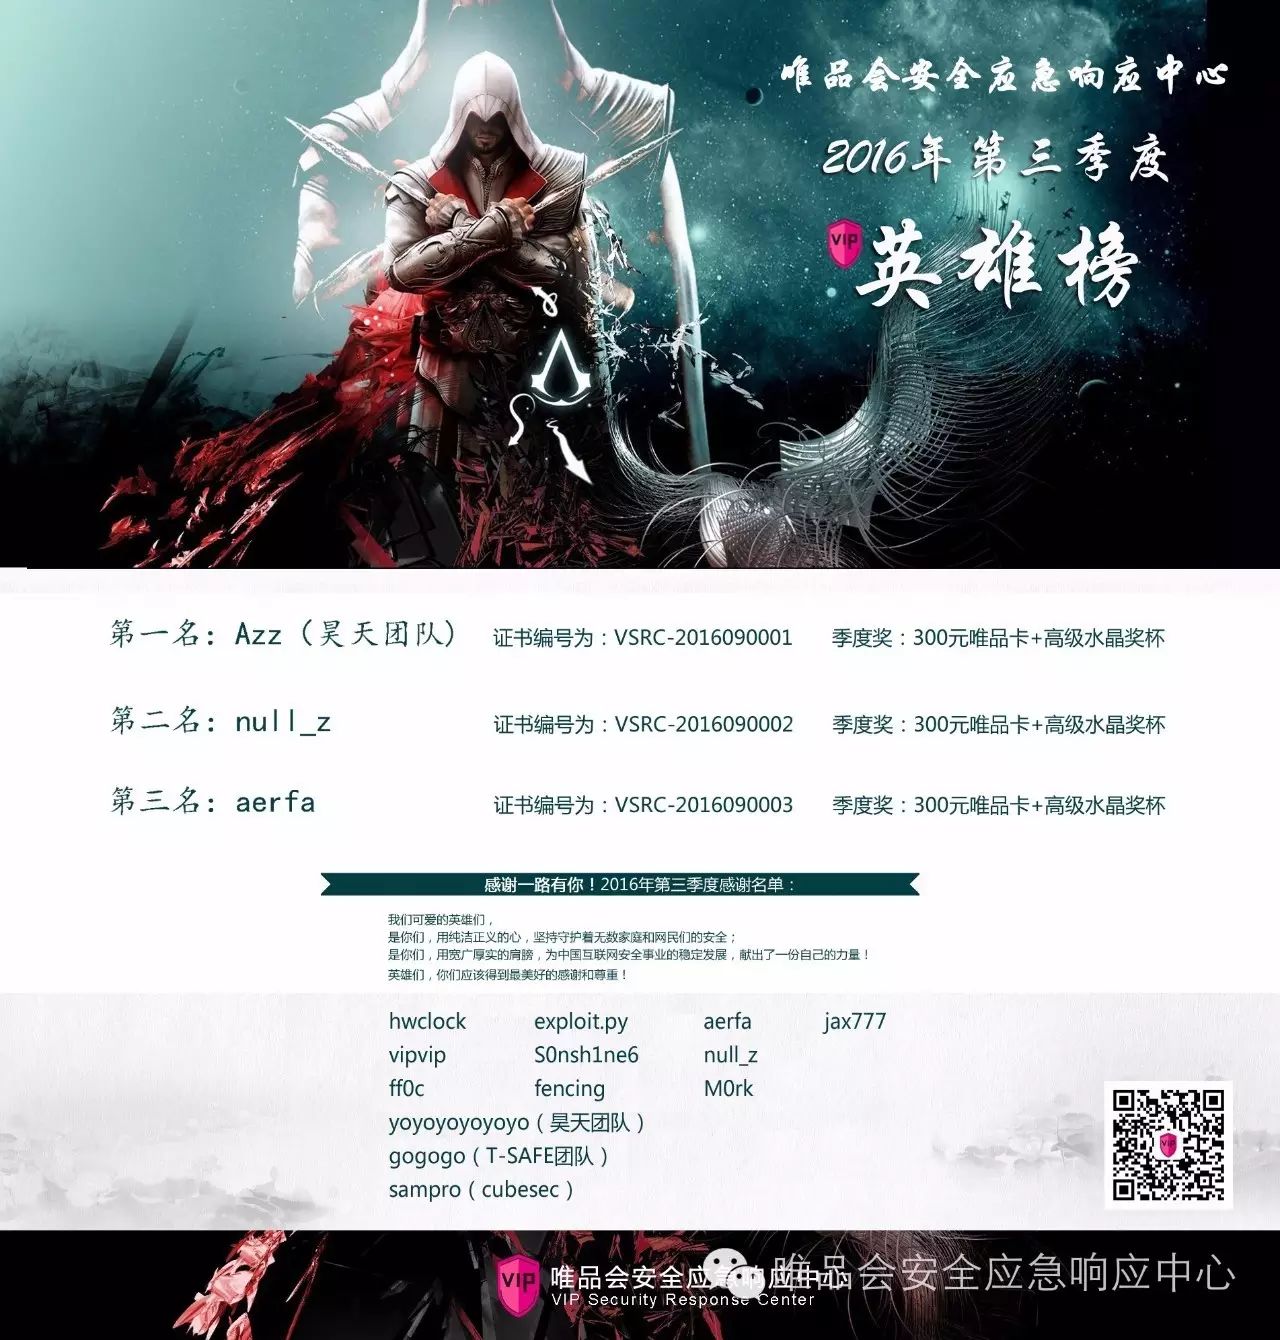 唯品会安全应急响应中心
2016年第三季度
VIP
英雄榜
第一名：Azz（昊天团队） 证书编号为：VSRC-2016090001 季度奖：300元唯品卡+高级水晶奖杯
第二名：null_z 证书编号为：VSRC-2016090002 季度奖：300元唯品卡+高级水晶奖杯
第三名：aerfa 证书编号为：VSRC-2016090003 季度奖：300元唯品卡+高级水晶奖杯
感谢一路有你！2016年第三季度感谢名单：
我们可爱的英雄们，
是你们，用纯洁正义的心，坚持守护着无数家庭和网民们的安全；
是你们，用宽广厚实的肩膀，为中国互联网安全事业的稳定发展，献出了一份自己的力量！
英雄们，你们应该得到最美好的感谢和尊重！
hwclock exploit.py aerfa jax777
vipvip S0nsh1ne6 null_z
ff0c fencing M0rk
yoyoyoyoyoyo（昊天团队）
gogogo（T-SAFE团队）
sampro（cubesec）
VIP
VIP
唯品会安全应急响应中心
VIP Security Response Center
唯品会安全应急响应中心